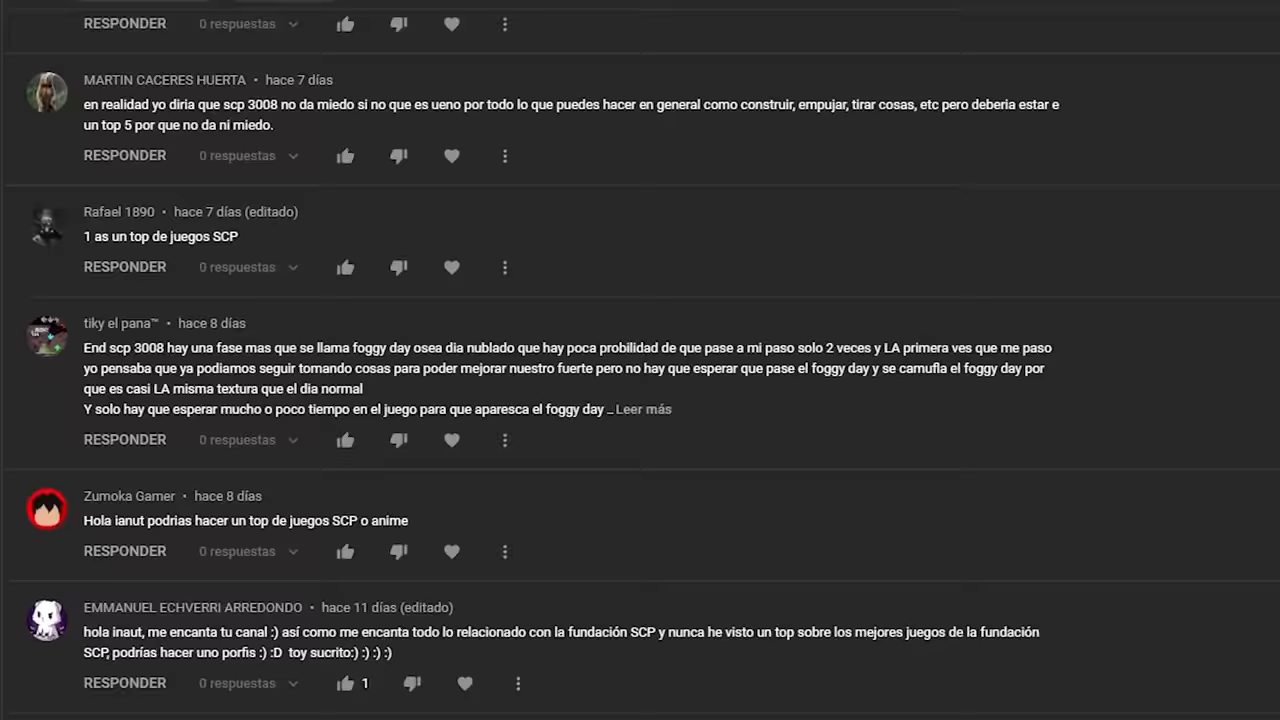 RESPONDER 0 respuestas
MARTIN CACERES HUERTA • hace 7 días
en realidad yo diria que scp 3008 no da miedo si no que es ueno por todo lo que puedes hacer en general como construir, empujar, tirar cosas, etc pero deberia estar e
un top 5 por que no da ni miedo.
RESPONDER 0 respuestas
Rafael 1890 • hace 7 días (editado)
1 as un top de juegos SCP
RESPONDER 0 respuestas
tiky el pana™ • hace 8 días
End scp 3008 hay una fase mas que se llama foggy day osea dia nublado que hay poca probilidad de que pase a mi paso solo 2 veces y LA primera ves que me paso
yo pensaba que ya podiamos seguir tomando cosas para poder mejorar nuestro fuerte pero no hay que esperar que pase el foggy day y se camufla el foggy day por
que es casi LA misma textura que el dia normal
Y solo hay que esperar mucho o poco tiempo en el juego para que aparesca el foggy day ... Leer más
RESPONDER 0 respuestas
Zumoka Gamer • hace 8 días
Hola ianut podrias hacer un top de juegos SCP o anime
RESPONDER 0 respuestas
EMMANUEL ECHVERRI ARREDONDO • hace 11 días (editado)
hola inaut, me encanta tu canal :) así como me encanta todo lo relacionado con la fundación SCP y nunca he visto un top sobre los mejores juegos de la fundación
SCP, podrías hacer uno porfis :) :D toy sucrito:) :) :) :)
RESPONDER 0 respuestas 1